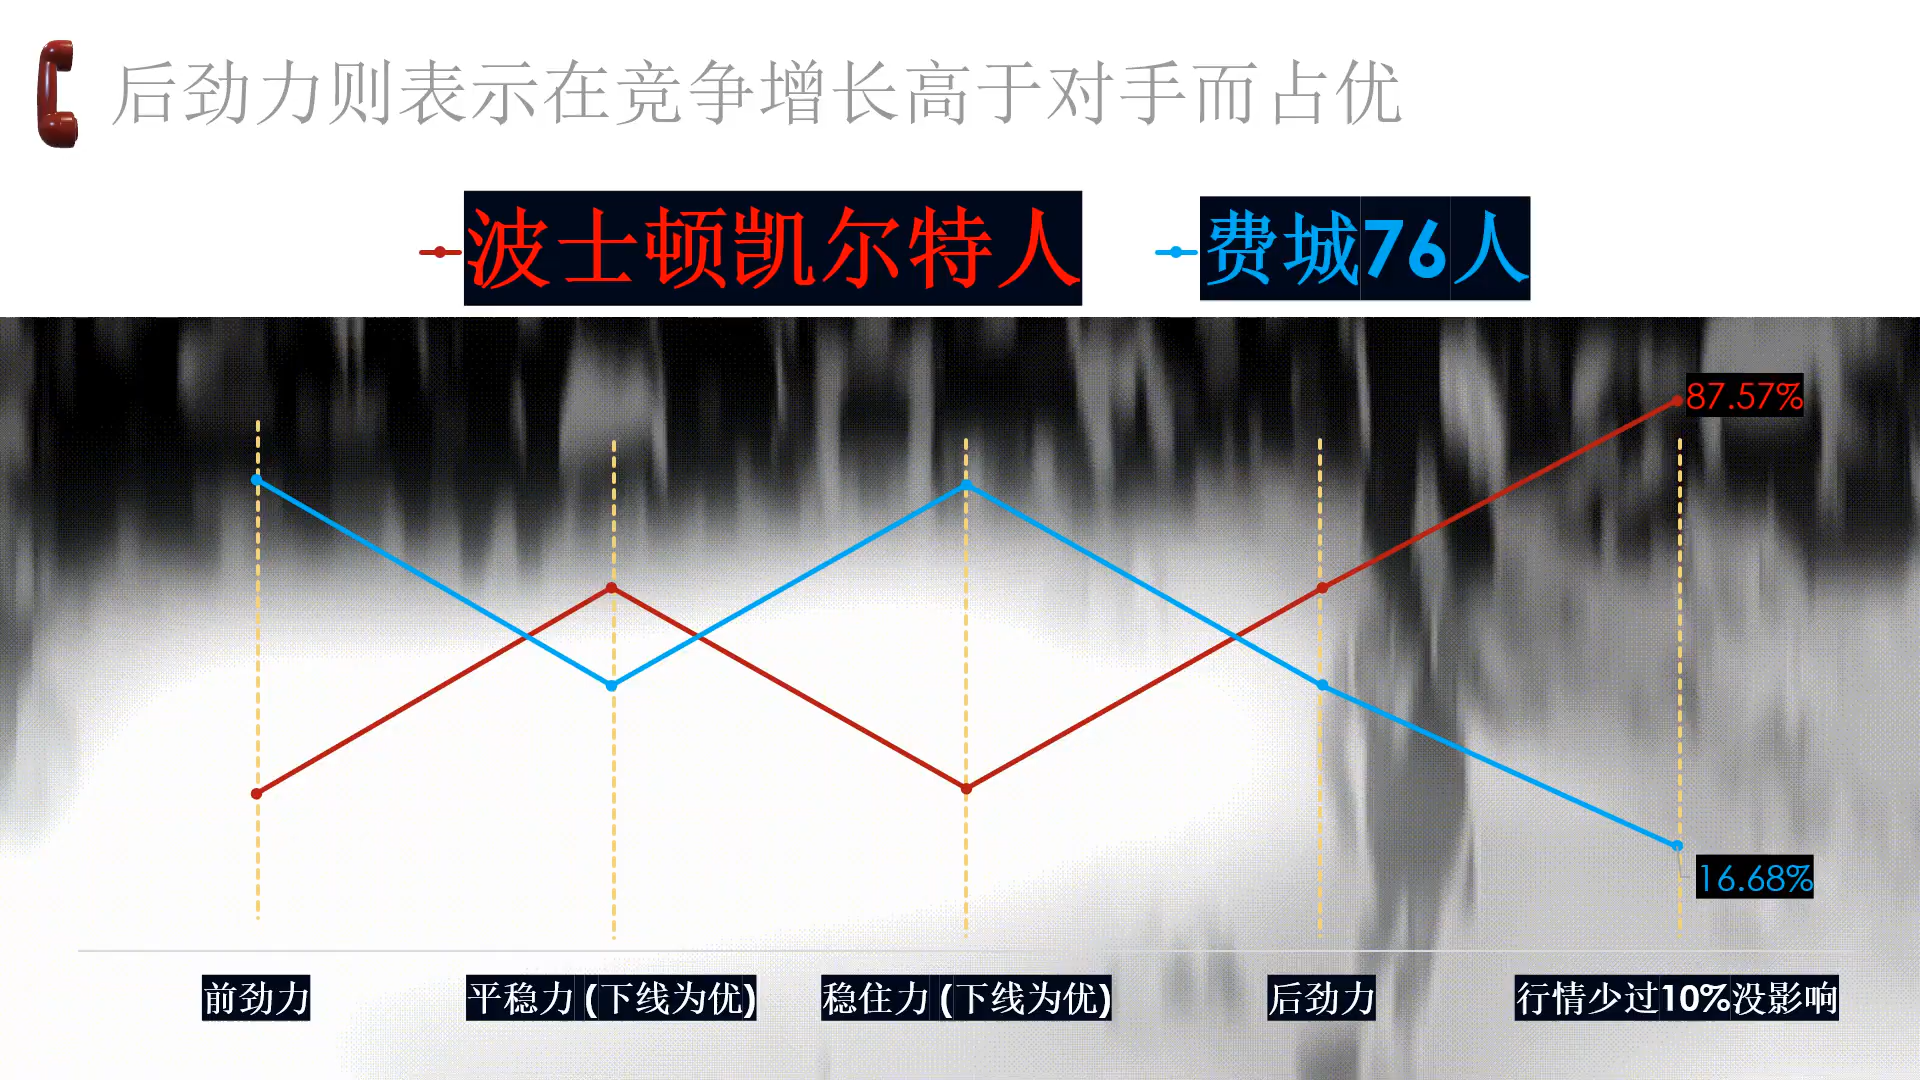 后劲力则表示在竞争增长高于对手而占优
波士顿凯尔特人
费城76人
87.57%
16.68%
前劲力
平稳力 (下线为优)
稳住力 (下线为优)
后劲力
行情少过10%没影响